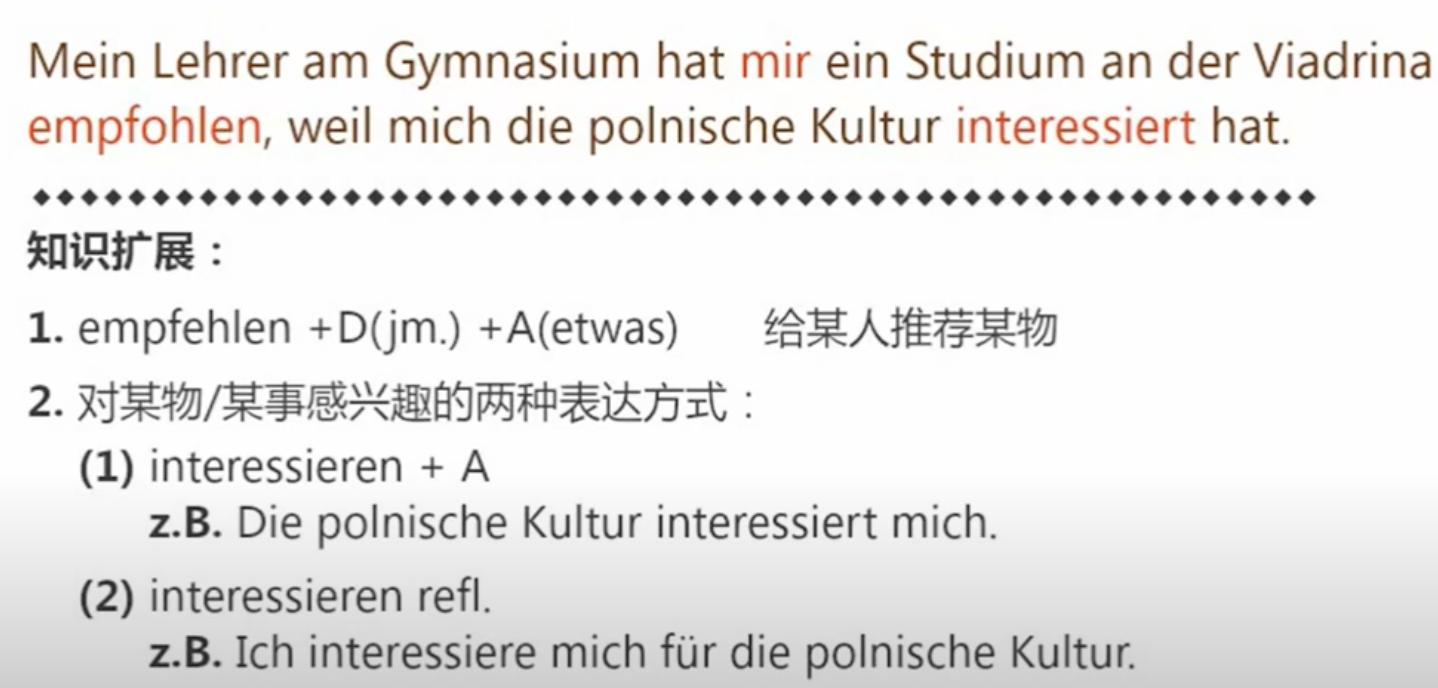 Mein Lehrer am Gymnasium hat mir ein Studium an der Viadrina
empfohlen, weil mich die polnische Kultur interessiert hat.
知识扩展：
1. empfehlen +D(jm.) +A(etwas) 给某人推荐某物
2. 对某物/某事感兴趣的两种表达方式：
(1) interessieren + A
z.B. Die polnische Kultur interessiert mich.
(2) interessieren refl.
z.B. Ich interessiere mich für die polnische Kultur.